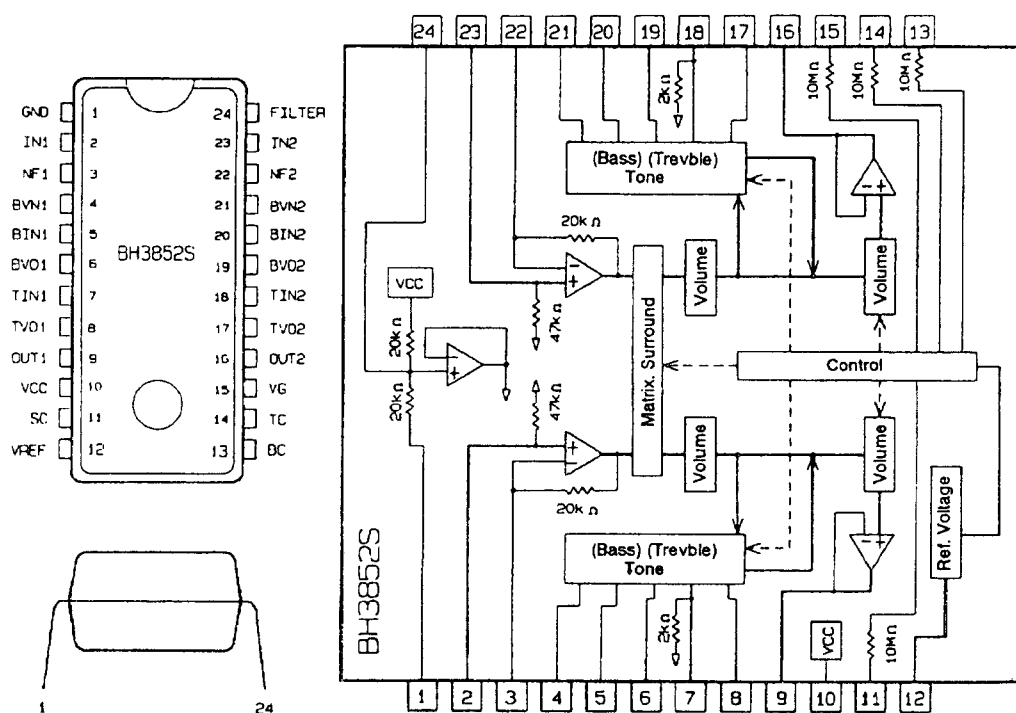 GND 1 24 FILTER
IN1 2 23 IN2
NF1 3 22 NF2
BVN1 4 21 BVN2
BIN1 5 20 BIN2
BVO1 6 19 BVO2
TIN1 7 18 TIN2
TVO1 8 17 TVO2
OUT1 9 16 OUT2
VCC 10 15 VG
SC 11 14 TC
VREF 12 13 BC
BH3852S
1 24
24 23 22 21 20 19 18 17 16 15 14 13
2kΩ
10MΩ
10MΩ
10MΩ
(Bass) (Trevble)
Tone
20kΩ
VCC
20kΩ
20kΩ
47kΩ
47kΩ
Matrix. Surround
Volume
Volume
Control
Volume
Volume
20kΩ
(Bass) (Trevble)
Tone
2kΩ
Ref. Voltage
VCC
10MΩ
BH3852S
1 2 3 4 5 6 7 8 9 10 11 12